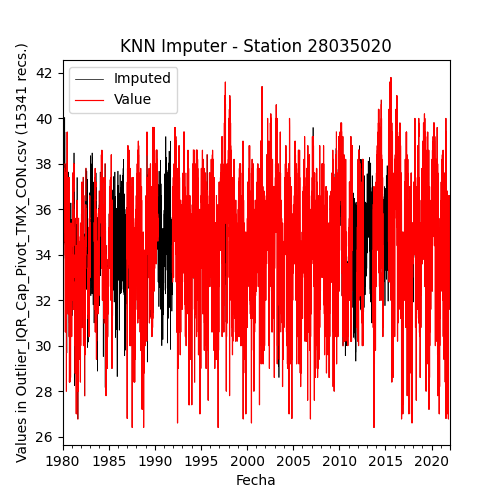 KNN Imputer - Station 28035020
Imputed
Value
Values in Outlier_IQR_Cap_Pivot_TMX_CON.csv (15341 recs.)
42
40
38
36
34
32
30
28
26
1980 1985 1990 1995 2000 2005 2010 2015 2020
Fecha